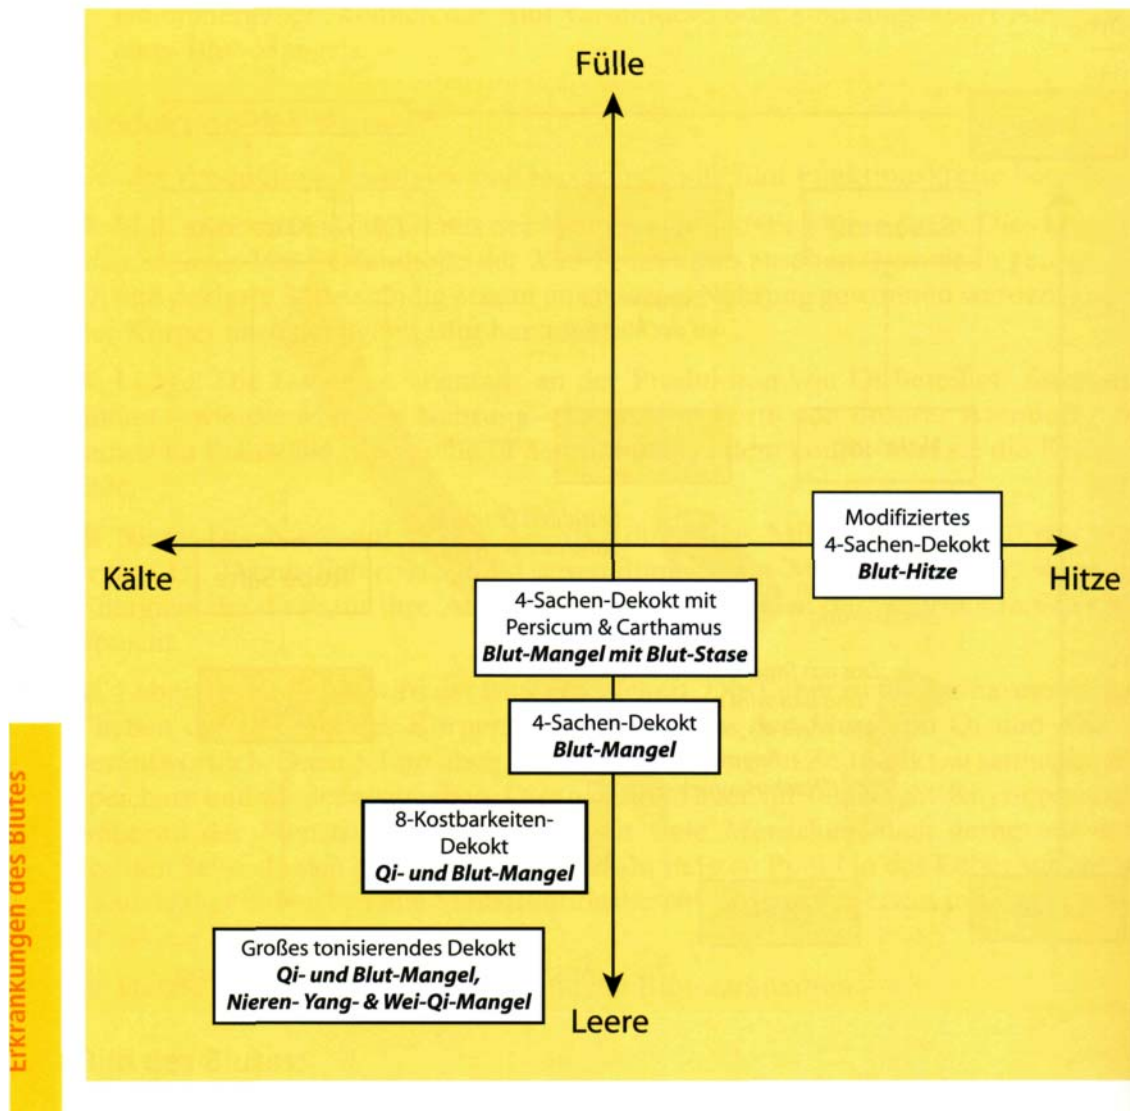 Fülle
Modifiziertes
4-Sachen-Dekokt
Blut-Hitze
Kälte
Hitze
4-Sachen-Dekokt mit
Persicum & Carthamus
Blut-Mangel mit Blut-Stase
4-Sachen-Dekokt
Blut-Mangel
8-Kostbarkeiten-
Dekokt
Qi- und Blut-Mangel
Großes tonisierendes Dekokt
Qi- und Blut-Mangel,
Nieren- Yang- & Wei-Qi-Mangel
Leere
Erkrankungen des Blutes